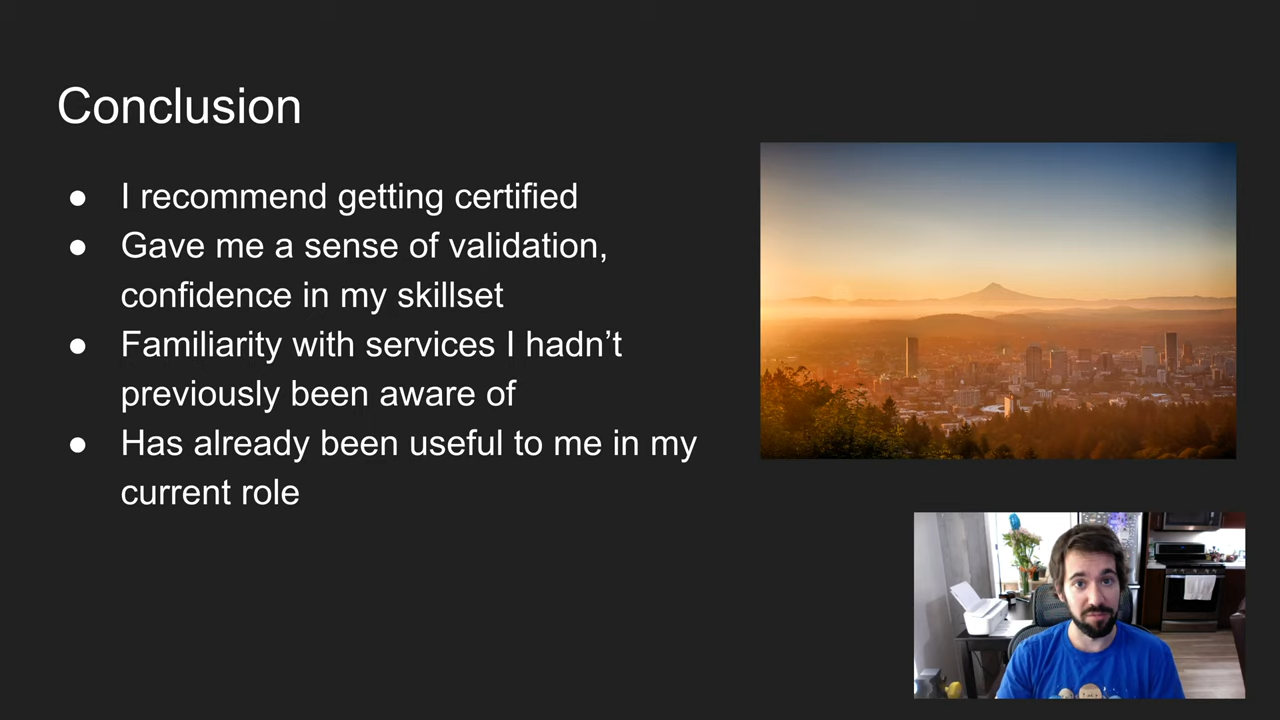 Conclusion
● I recommend getting certified
● Gave me a sense of validation,
confidence in my skillset
● Familiarity with services I hadn’t
previously been aware of
● Has already been useful to me in my
current role